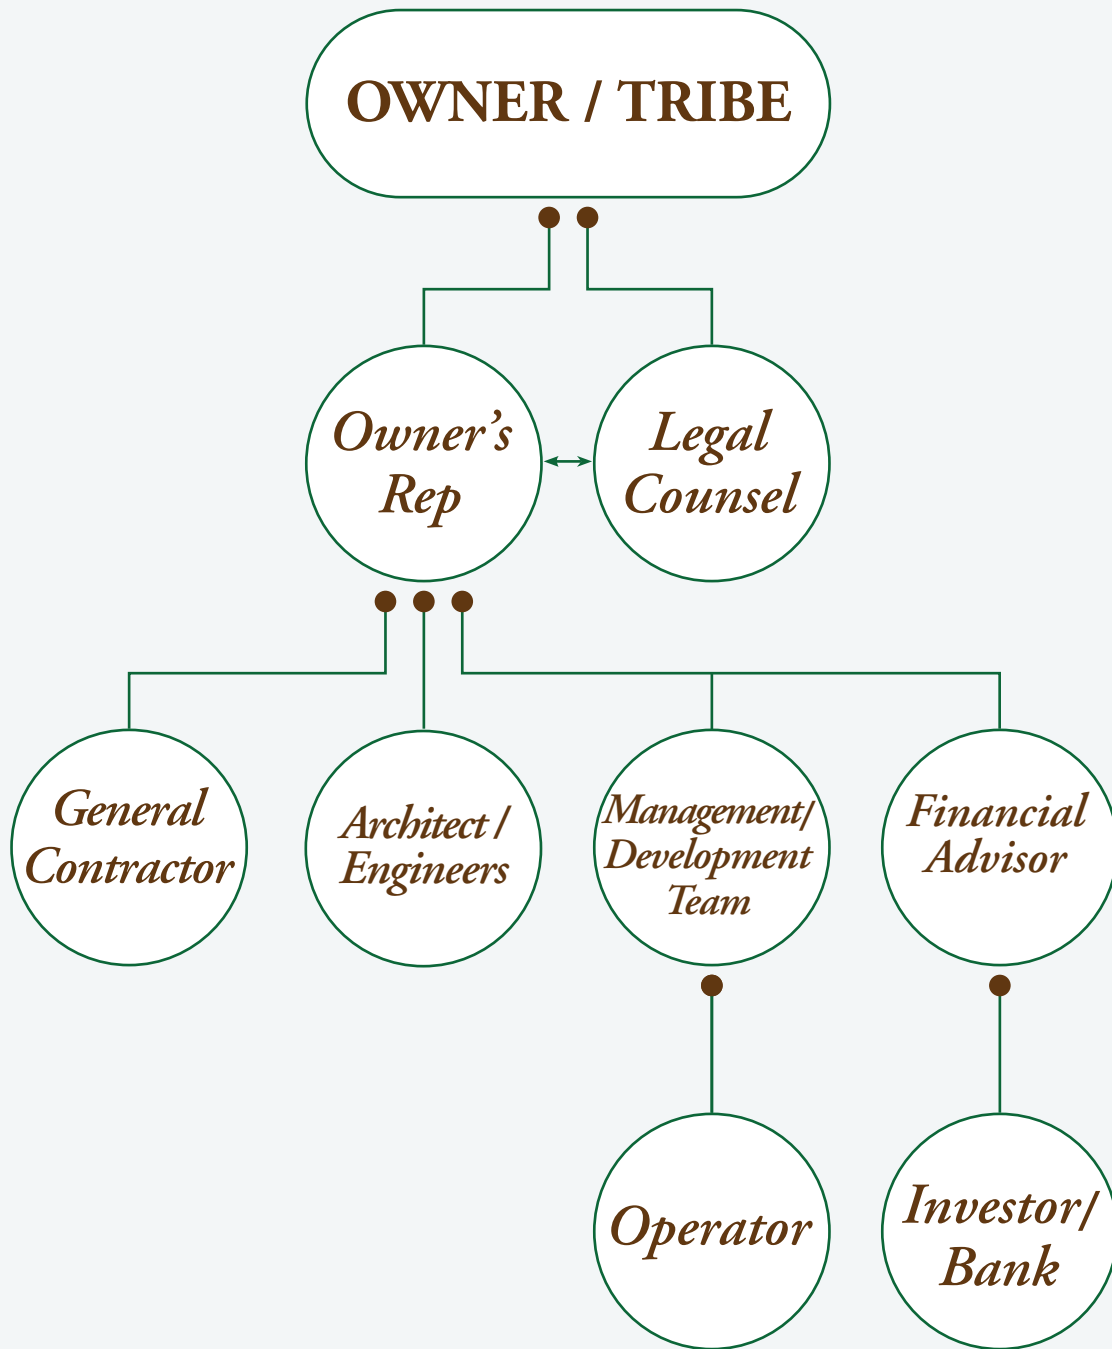 OWNER / TRIBE
Owner’s
Rep
Legal
Counsel
General
Contractor
Architect /
Engineers
Management/
Development
Team
Financial
Advisor
Operator
Investor/
Bank